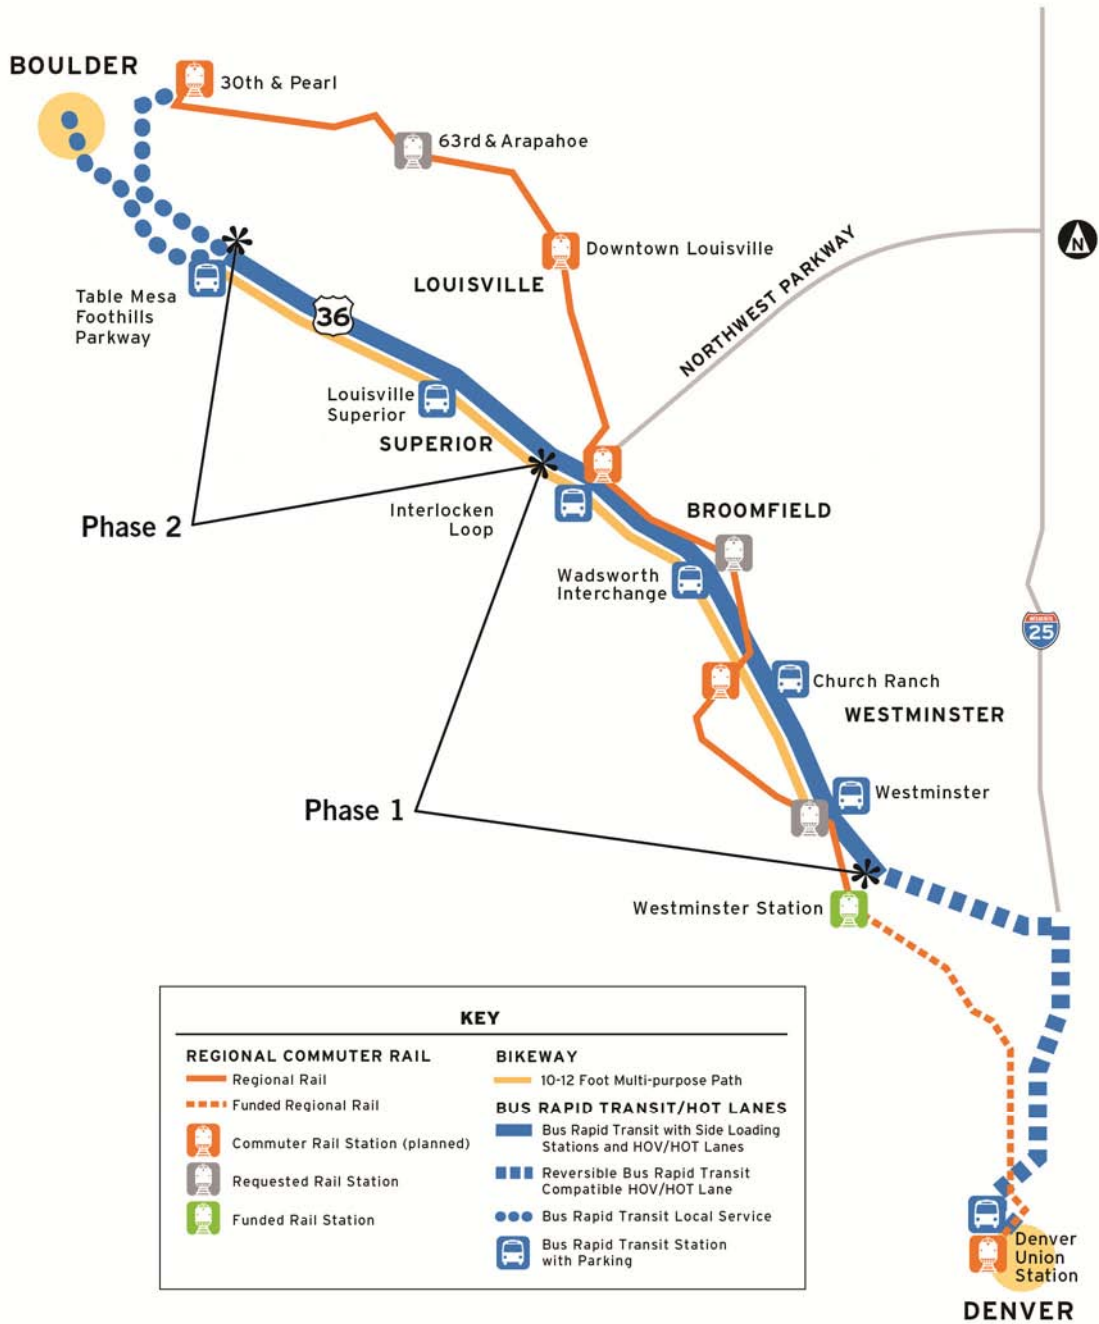 BOULDER
30th & Pearl
63rd & Arapahoe
Downtown Louisville
LOUISVILLE
NORTHWEST PARKWAY
N
Table Mesa
Foothills
Parkway
36
Louisville
Superior
SUPERIOR
Phase 2
Interlocken
Loop
BROOMFIELD
Wadsworth
Interchange
25
Church Ranch
WESTMINSTER
Westminster
Phase 1
Westminster Station
KEY
REGIONAL COMMUTER RAIL
Regional Rail
Funded Regional Rail
Commuter Rail Station (planned)
Requested Rail Station
Funded Rail Station
BIKEWAY
10-12 Foot Multi-purpose Path
BUS RAPID TRANSIT/HOT LANES
Bus Rapid Transit with Side Loading
Stations and HOV/HOT Lanes
Reversible Bus Rapid Transit
Compatible HOV/HOT Lane
Bus Rapid Transit Local Service
Bus Rapid Transit Station
with Parking
Denver
Union
Station
DENVER